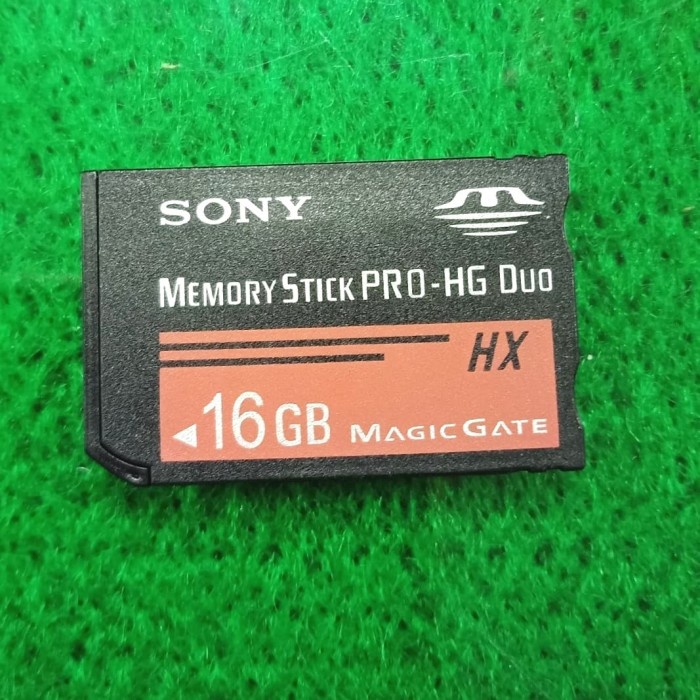 SONY
MEMORY STICK PRO-HG DUO
HX
16GB MAGICGATE